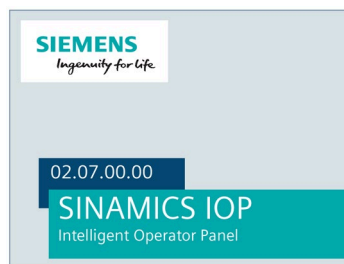 SIEMENS
Ingenuity for life
02.07.00.00
SINAMICS IOP
Intelligent Operator Panel